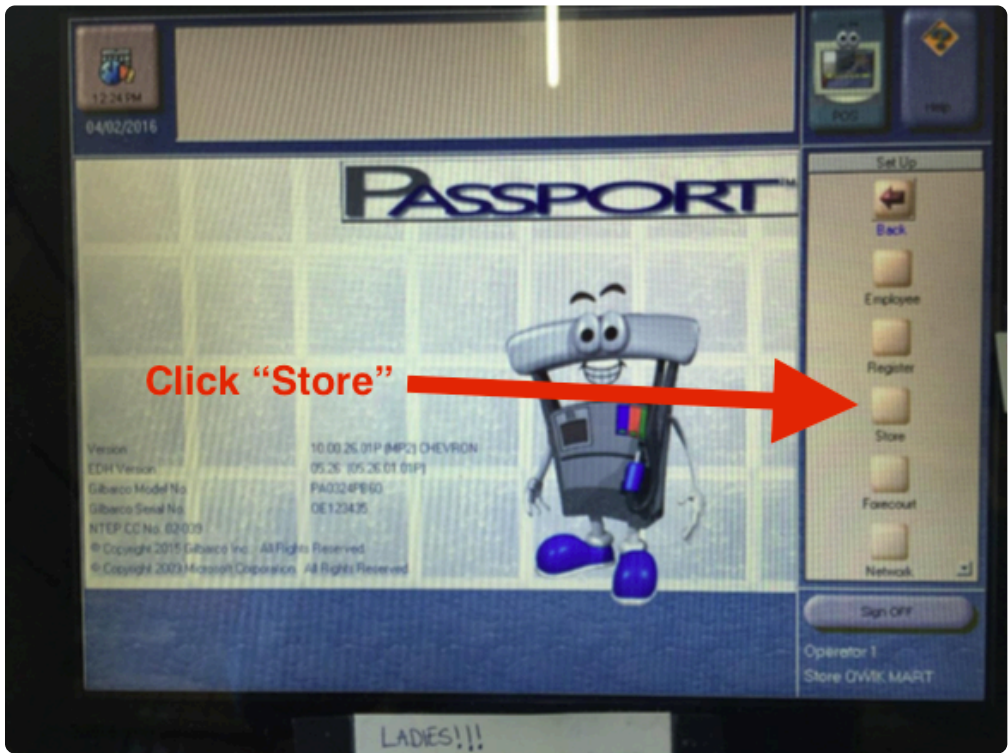 12:24 PM
04/02/2016
POS
Help
PASSPORT™
Set Up
Back
Employee
Register
Store
Forecourt
Network
Click “Store”
Version 10.00.26.01P (MP2) CHEVRON
EDH Version 05.26 (05.26.01.01P)
Gilbarco Model No. PA0324PB60
Gilbarco Serial No. OE123435
NTEP CC No. 02-039
© Copyright 2015 Gilbarco Inc. All Rights Reserved.
© Copyright 2003 Microsoft Corporation. All Rights Reserved.
Sign OFF
Operator 1
Store QWIK MART
LADIES!!!